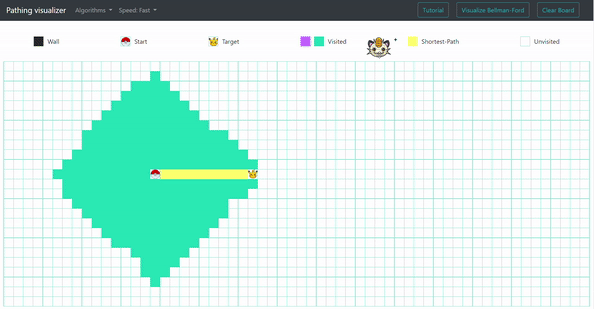 Pathing visualizer Algorithms Speed: Fast Tutorial Visualize Bellman-Ford Clear Board
Wall Start Target Visited Shortest-Path Unvisited